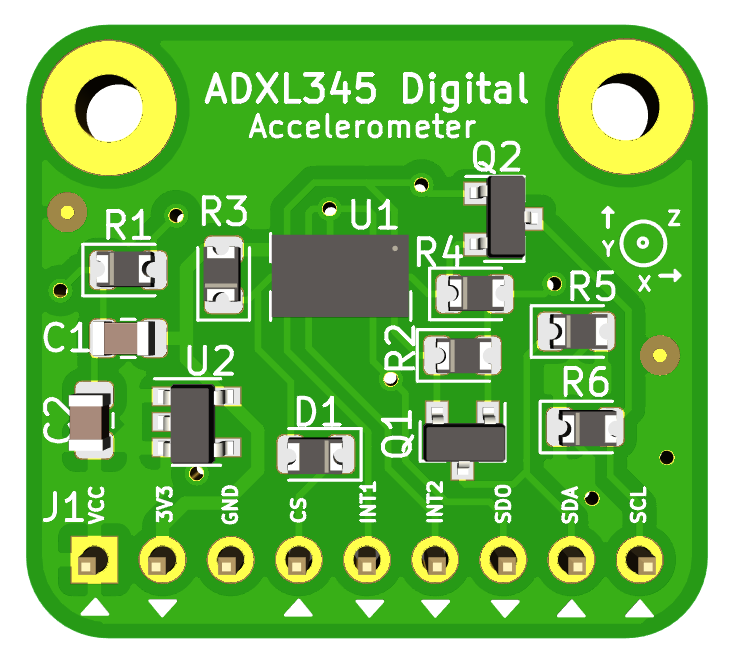 ADXL345 Digital
Accelerometer
Q2
R1
R3
U1
Z
Y
X
R4
R5
C1
U2
R2
R6
C2
D1
Q1
J1
VCC
3V3
GND
CS
INT1
INT2
SDO
SDA
SCL